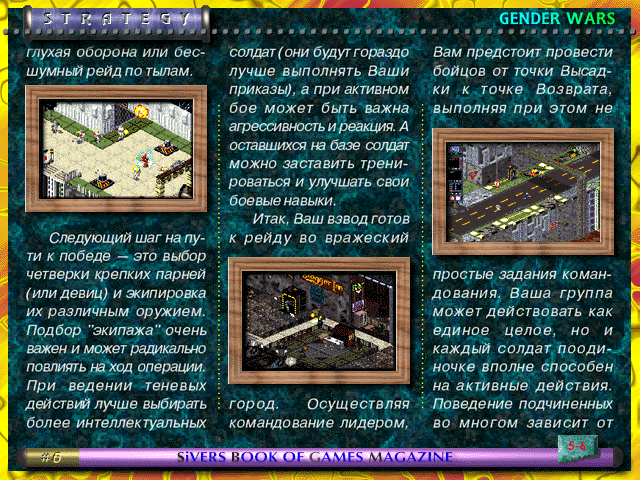 STRATEGY
GENDER WARS
глухая оборона или бес-
шумный рейд по тылам.
Следующий шаг на пу-
ти к победе — это выбор
четверки крепких парней
(или девиц) и экипировка
их различным оружием.
Подбор "экипажа" очень
важен и может радикально
повлиять на ход операции.
При ведении теневых
действий лучше выбирать
более интеллектуальных
солдат (они будут гораздо
лучше выполнять Ваши
приказы), а при активном
бое может быть важна
агрессивность и реакция. А
оставшихся на базе солдат
можно заставить трени-
роваться и улучшать свои
боевые навыки.
Итак, Ваш взвод готов
к рейду во вражеский
город. Осуществляя
командование лидером,
Вам предстоит провести
бойцов от точки Высад-
ки к точке Возврата,
выполняя при этом не
простые задания коман-
дования. Ваша группа
может действовать как
единое целое, но и
каждый солдат пооди-
ночке вполне способен
на активные действия.
Поведение подчиненных
во многом зависит от
#6
SiVERS BOOK OF GAMES MAGAZINE
5-6